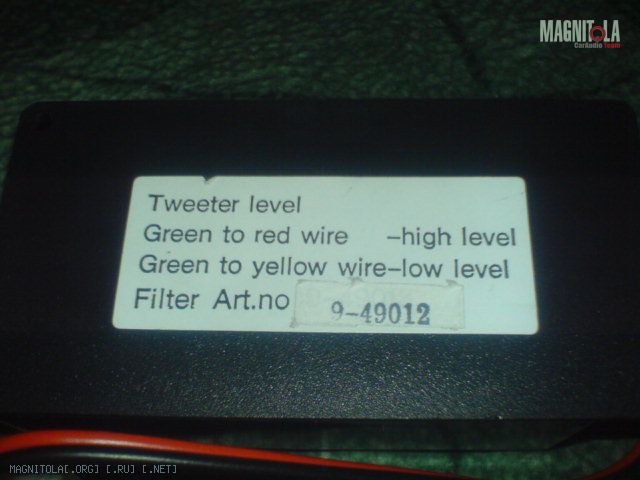 MAGNITOLA
CarAudio Team
Tweeter level
Green to red wire -high level
Green to yellow wire-low level
Filter Art.no 9-49012
MAGNITOLA[.ORG] [.RU] [.NET]